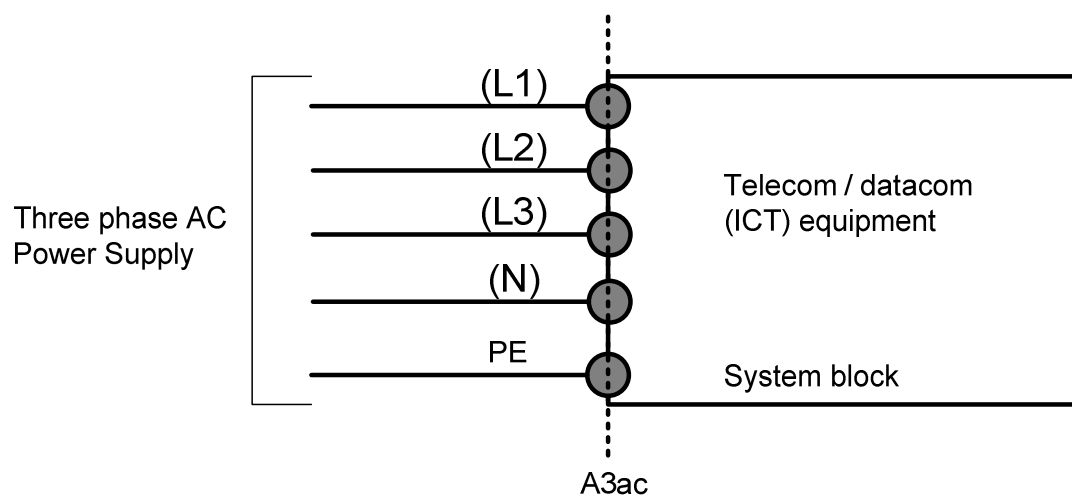 (L1)
(L2)
(L3)
(N)
PE
Three phase AC
Power Supply
Telecom / datacom
(ICT) equipment
System block
A3ac